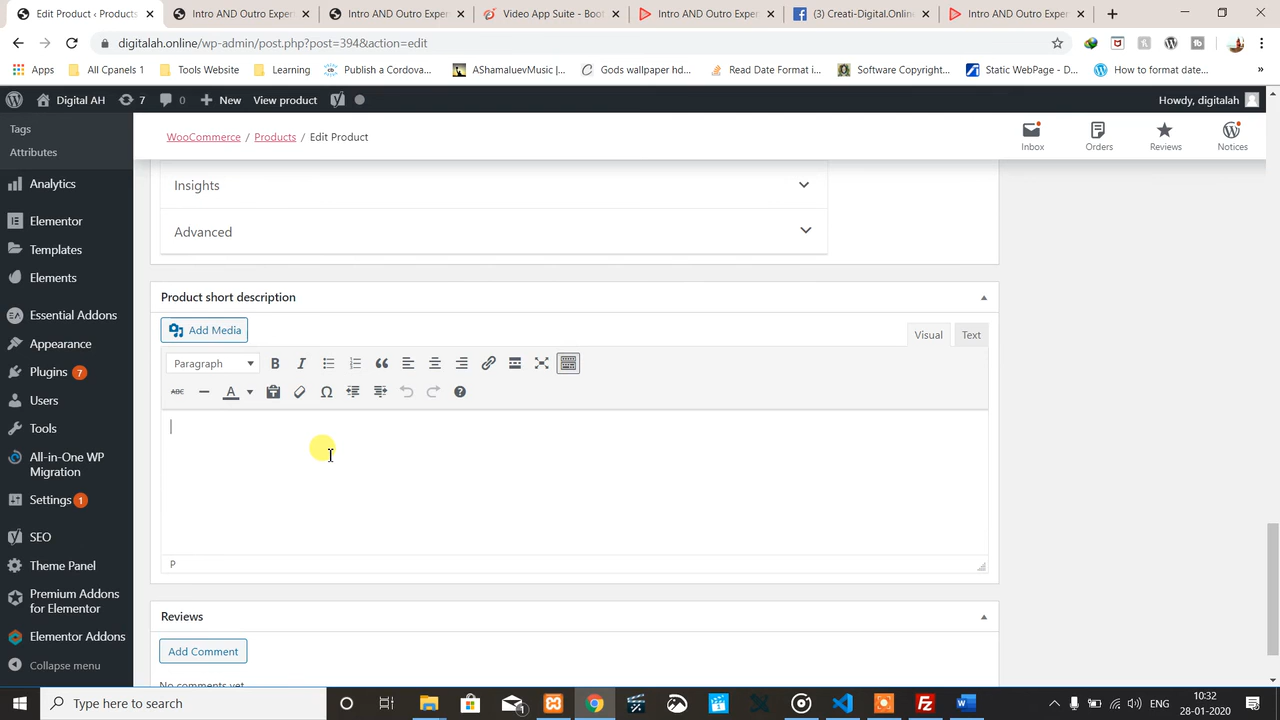 Edit Product ‹ Products
Intro AND Outro Exper
Intro AND Outro Exper
Video App Suite - Boo
Intro AND Outro Exper
(3) Creati-Digital.Online
Intro AND Outro Exper
digitalah.online/wp-admin/post.php?post=394&action=edit
Apps
All Cpanels 1
Tools Website
Learning
Publish a Cordova...
AShamaluevMusic |...
Gods wallpaper hd...
Read Date Format i...
Software Copyright...
Static WebPage - D...
How to format date...
Digital AH
7
0
New
View product
Howdy, digitalah
Tags
Attributes
Analytics
Elementor
Templates
Elements
Essential Addons
Appearance
Plugins 7
Users
Tools
All-in-One WP
Migration
Settings 1
SEO
Theme Panel
Premium Addons
for Elementor
Elementor Addons
Collapse menu
WooCommerce / Products / Edit Product
Inbox
Orders
Reviews
Notices
Insights
Advanced
Product short description
Add Media
Visual
Text
Paragraph
B
I
ABC
A
Ω
P
Reviews
Add Comment
No comments yet
Type here to search
ENG
10:32
28-01-2020